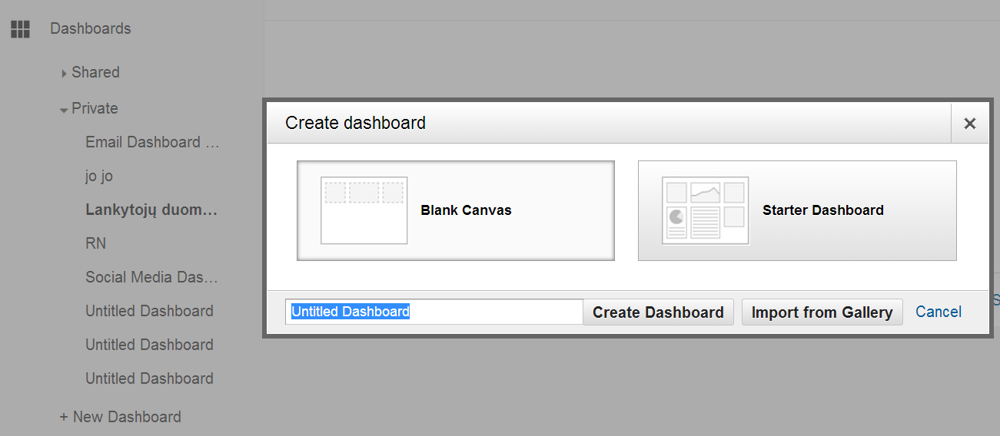 Dashboards
Shared
Private
Email Dashboard …
jo jo
Lankytojų duom…
RN
Social Media Das…
Untitled Dashboard
Untitled Dashboard
Untitled Dashboard
+ New Dashboard
Create dashboard
Blank Canvas
Starter Dashboard
Untitled Dashboard
Create Dashboard
Import from Gallery
Cancel
S